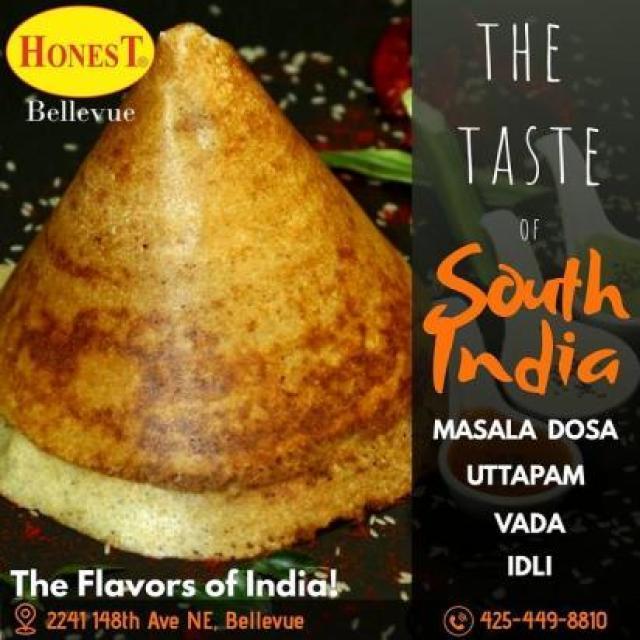 HONEST®
Bellevue
THE
TASTE
OF
South
India
MASALA DOSA
UTTAPAM
VADA
IDLI
The Flavors of India!
2241 148th Ave NE, Bellevue
425-449-8810